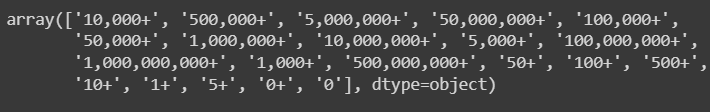 array(['10,000+', '500,000+', '5,000,000+', '50,000,000+', '100,000+',
'50,000+', '1,000,000+', '10,000,000+', '5,000+', '100,000,000+',
'1,000,000,000+', '1,000+', '500,000,000+', '50+', '100+', '500+',
'10+', '1+', '5+', '0+', '0'], dtype=object)